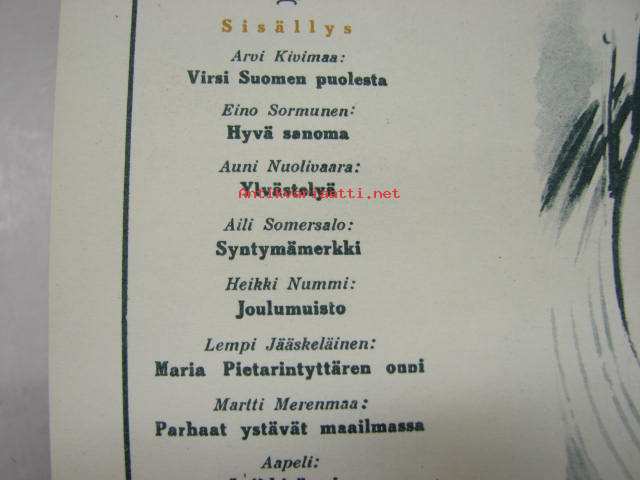 Sisällys
Arvi Kivimaa:
Virsi Suomen puolesta
Eino Sormunen:
Hyvä sanoma
Auni Nuolivaara:
Ylvästelyä
Antikvariaatti.net
Aili Somersalo:
Syntymämerkki
Heikki Nummi:
Joulumuisto
Lempi Jääskeläinen:
Maria Pietarintyttären onni
Martti Merenmaa:
Parhaat ystävät maailmassa
Aapeli: